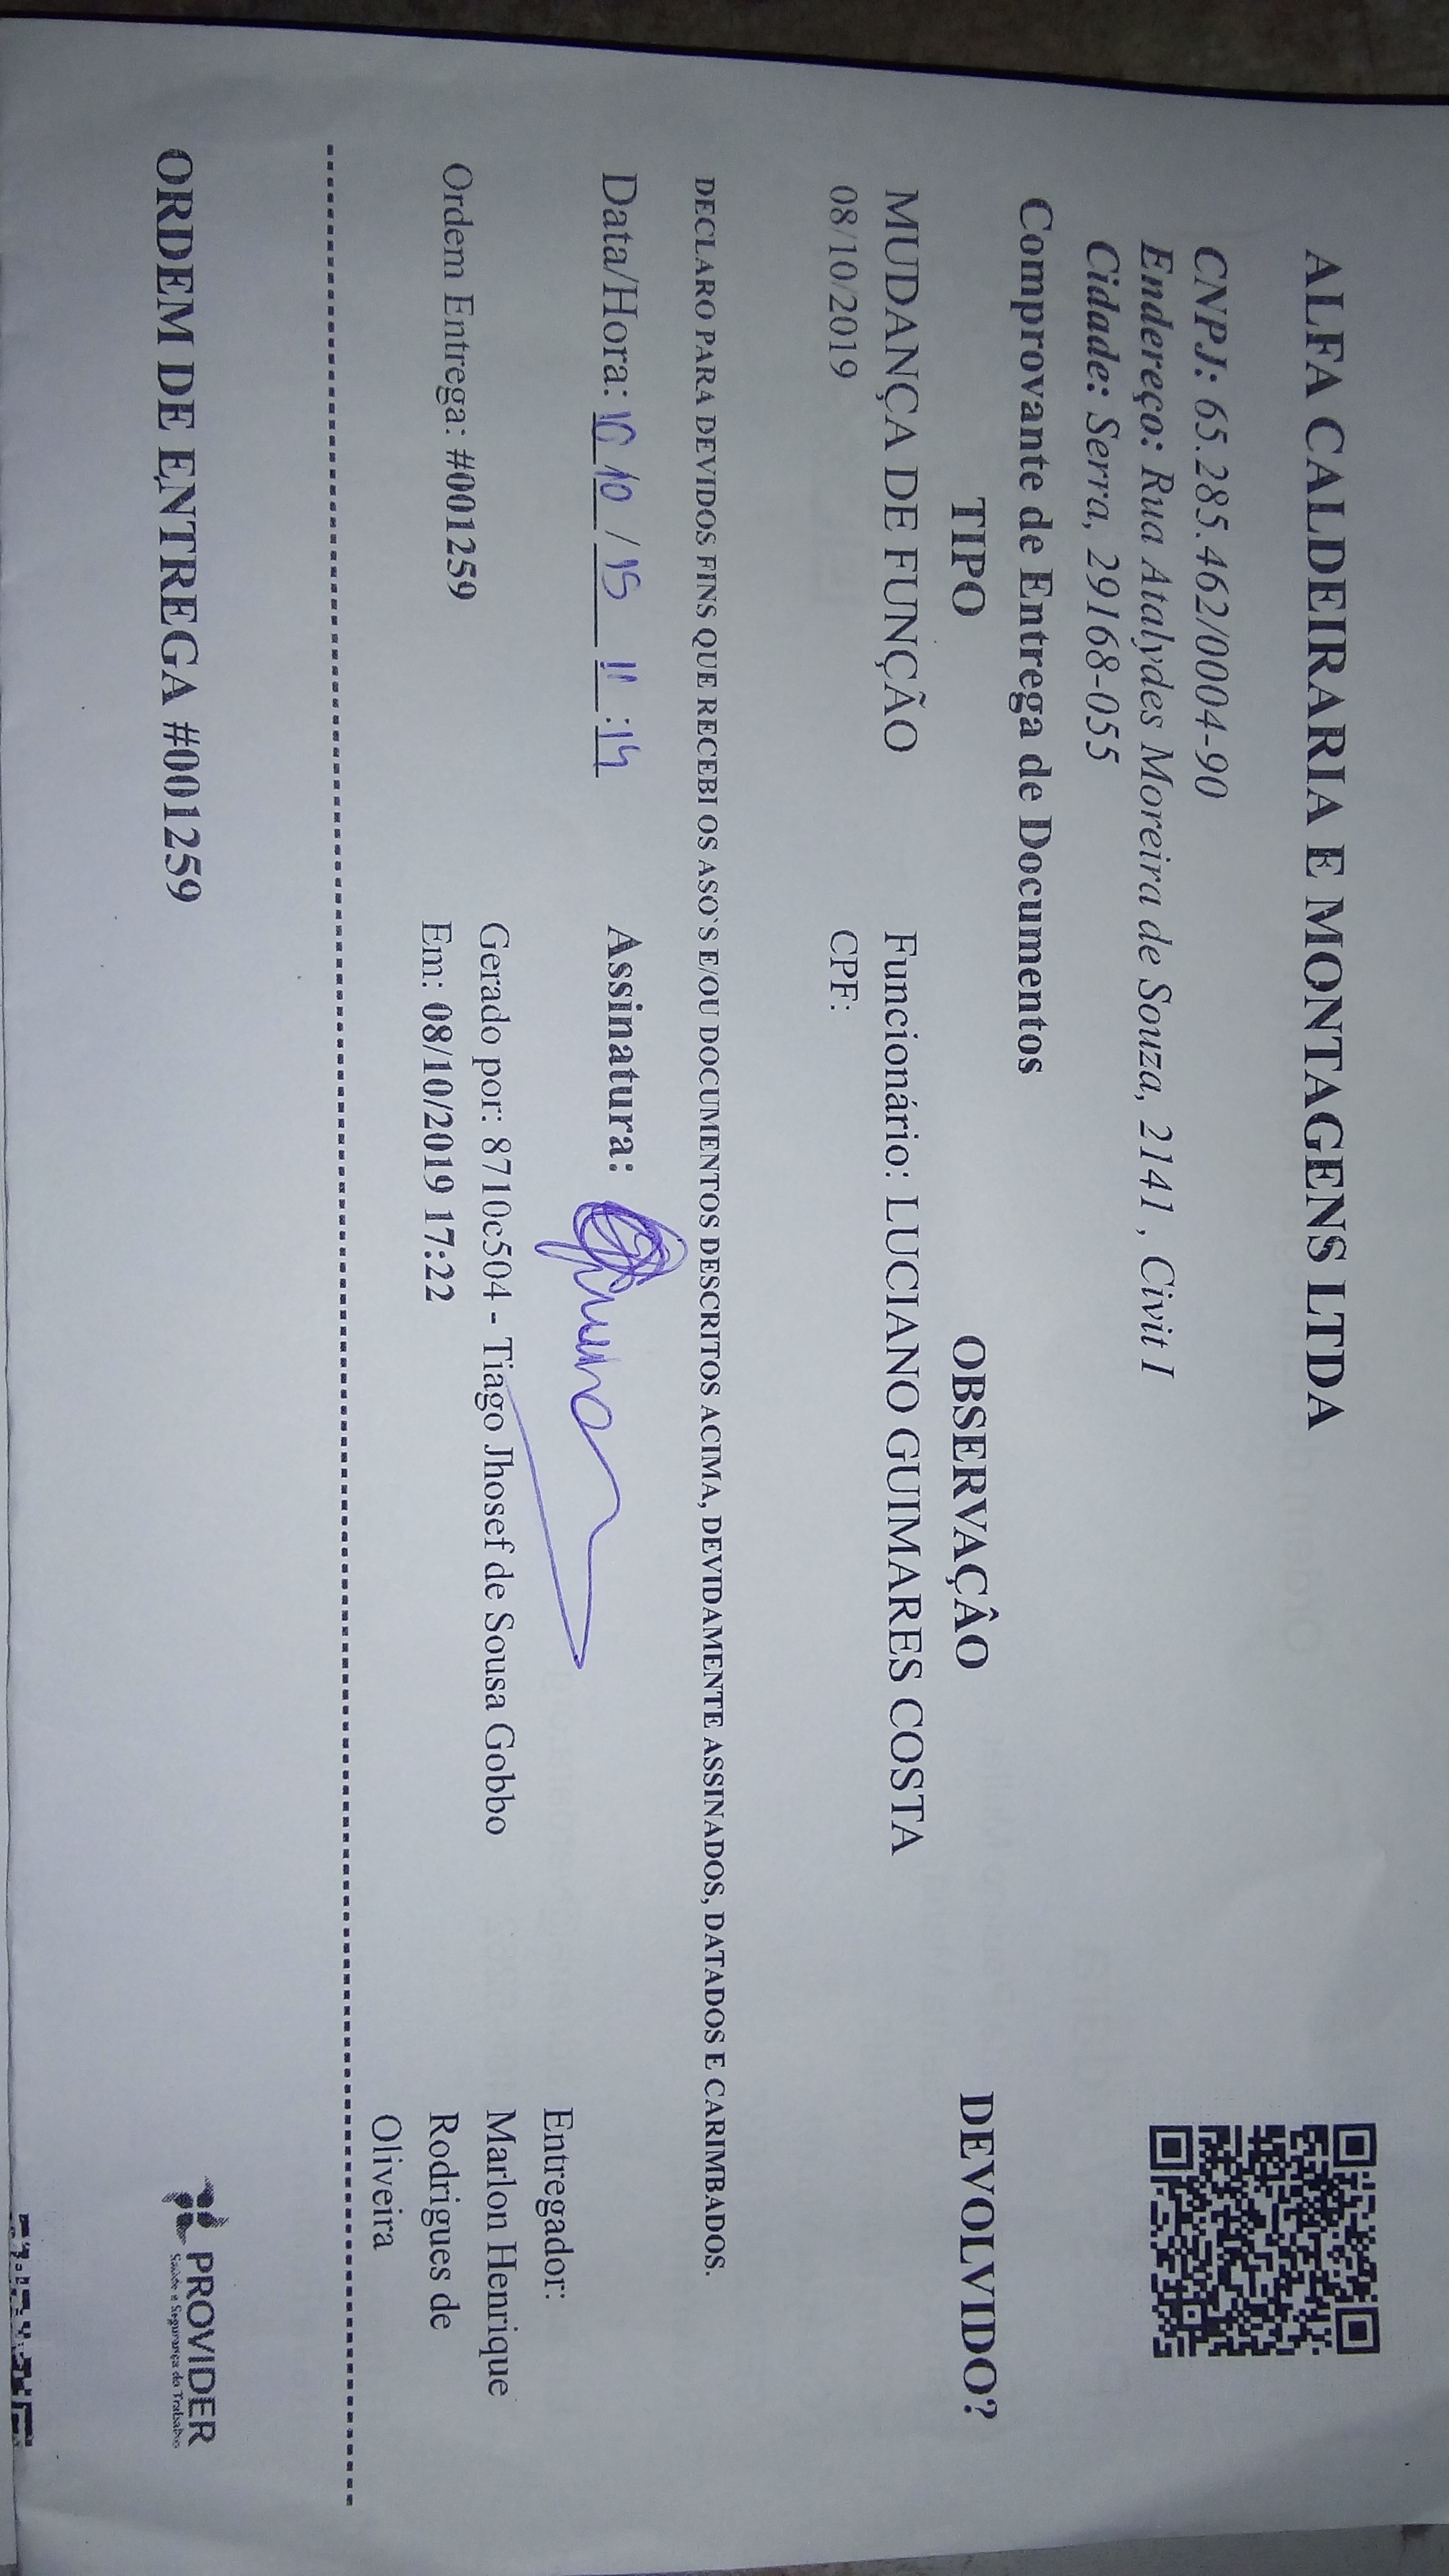 ALFA CALDEIRARIA E MONTAGENS LTDA
CNPJ: 65.285.462/0004-90
Endereço: Rua Atalydes Moreira de Souza, 2141 , Civit I
Cidade: Serra, 29168-055
Comprovante de Entrega de Documentos
TIPO OBSERVAÇÂO DEVOLVIDO?
MUDANÇA DE FUNÇÃO Funcionário: LUCIANO GUIMARES COSTA
08/10/2019 CPF:
DECLARO PARA DEVIDOS FINS QUE RECEBI OS ASO`S E/OU DOCUMENTOS DESCRITOS ACIMA, DEVIDAMENTE ASSINADOS, DATADOS E CARIMBADOS.
Data/Hora: 10 10 / 19 11 : 14 Assinatura:
Ordem Entrega: #001259
Gerado por: 8710c504 - Tiago Jhosef de Sousa Gobbo
Em: 08/10/2019 17:22
Entregador:
Marlon Henrique
Rodrigues de
Oliveira
ORDEM DE ENTREGA #001259
PROVIDER
Saúde e Segurança do Trabalho